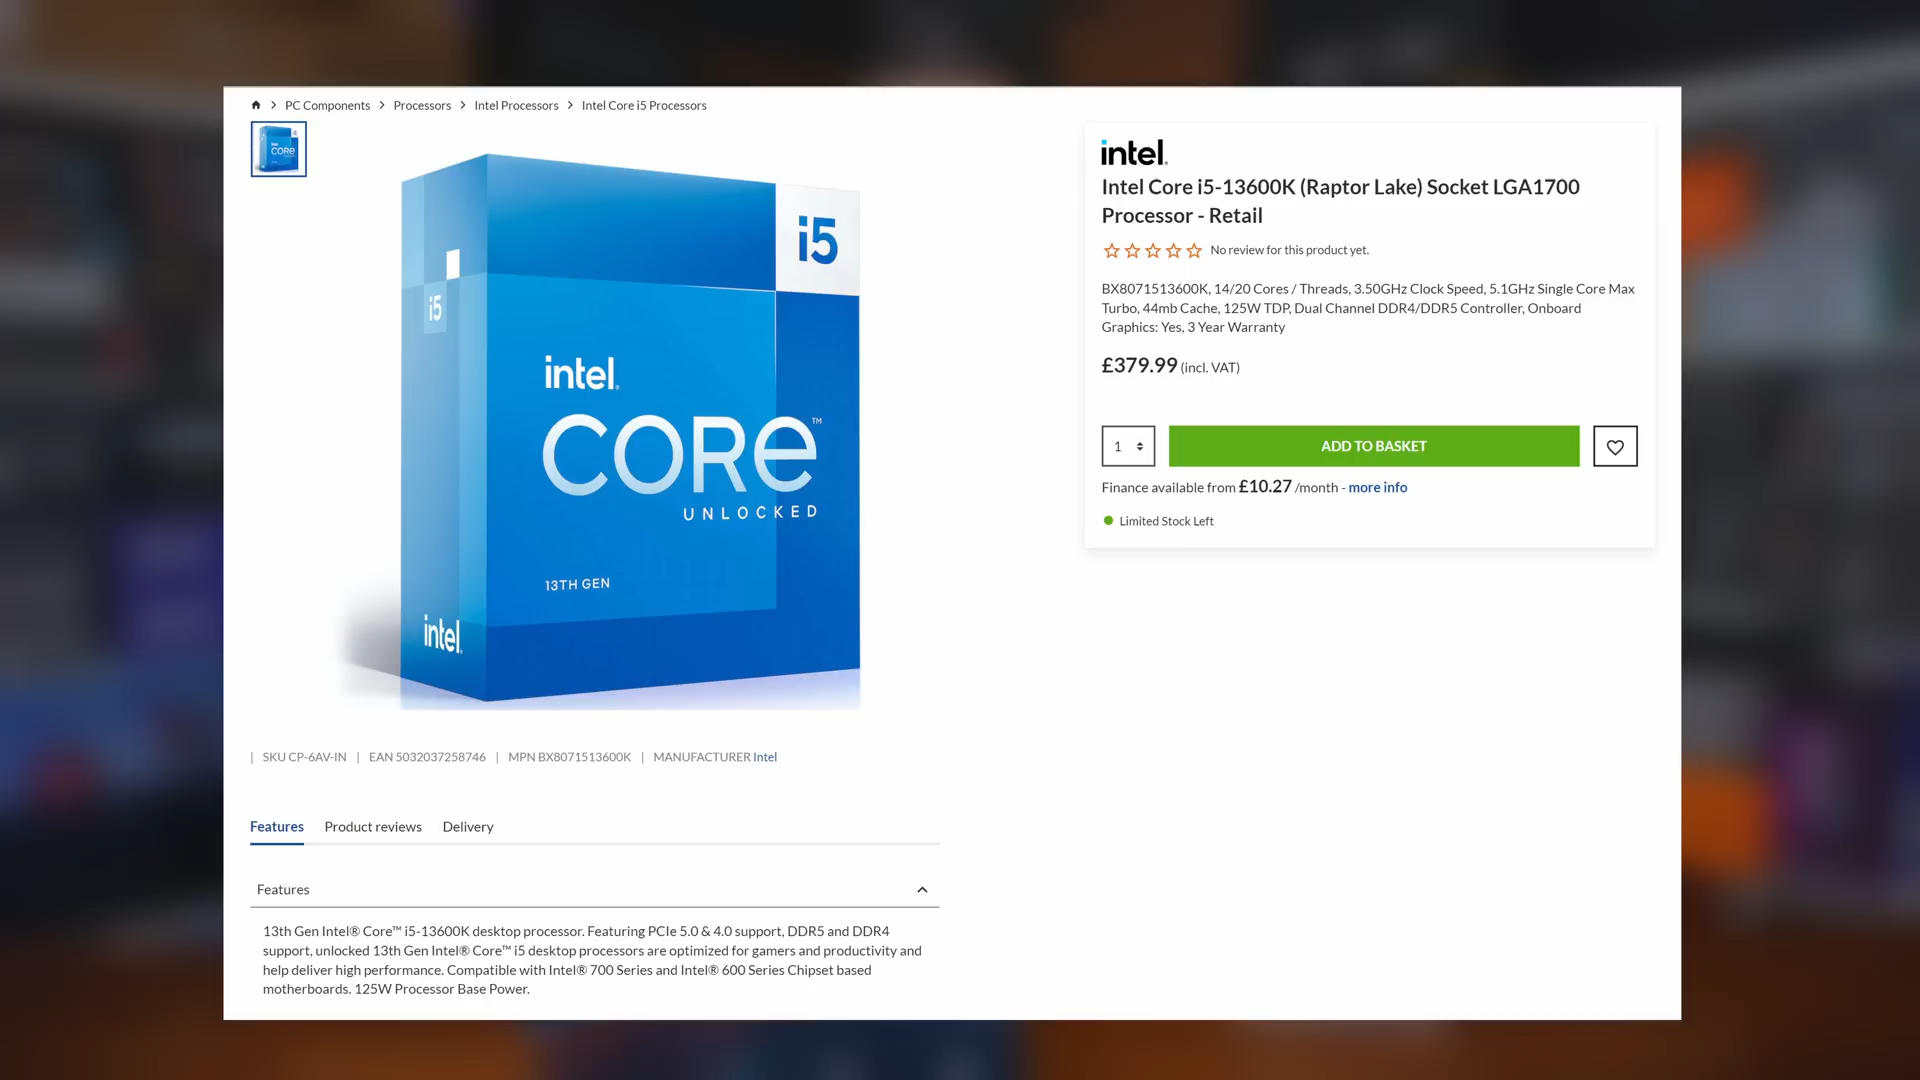 PC Components > Processors > Intel Processors > Intel Core i5 Processors
CORE
i5
i5
intel.
CORE™
UNLOCKED
13TH GEN
intel.
intel.
Intel Core i5-13600K (Raptor Lake) Socket LGA1700
Processor - Retail
No review for this product yet.
BX8071513600K, 14/20 Cores / Threads, 3.50GHz Clock Speed, 5.1GHz Single Core Max
Turbo, 44mb Cache, 125W TDP, Dual Channel DDR4/DDR5 Controller, Onboard
Graphics: Yes, 3 Year Warranty
£379.99 (incl. VAT)
1
ADD TO BASKET
Finance available from £10.27 /month - more info
Limited Stock Left
| SKU CP-6AV-IN | EAN 5032037258746 | MPN BX8071513600K | MANUFACTURER Intel
Features Product reviews Delivery
Features
13th Gen Intel® Core™ i5-13600K desktop processor. Featuring PCIe 5.0 & 4.0 support, DDR5 and DDR4
support, unlocked 13th Gen Intel® Core™ i5 desktop processors are optimized for gamers and productivity and
help deliver high performance. Compatible with Intel® 700 Series and Intel® 600 Series Chipset based
motherboards. 125W Processor Base Power.